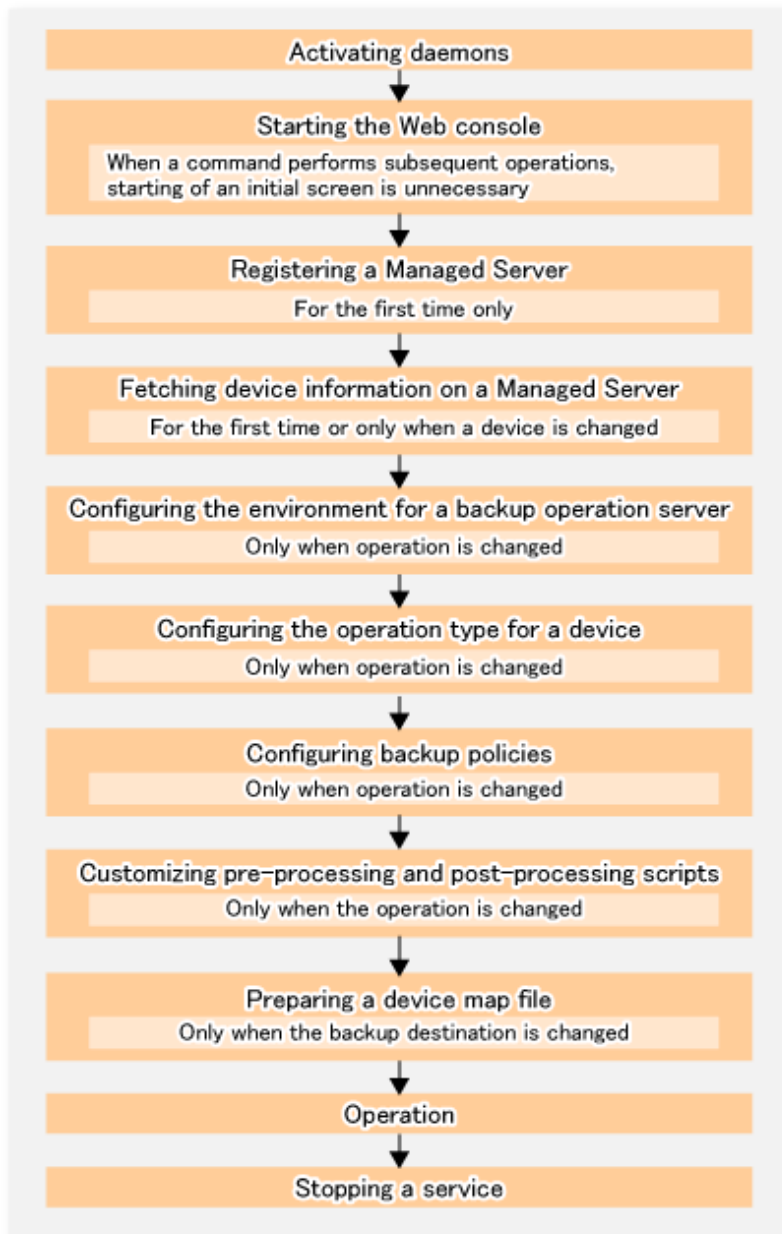 Activating daemons
Starting the Web console
When a command performs subsequent operations,
starting of an initial screen is unnecessary
Registering a Managed Server
For the first time only
Fetching device information on a Managed Server
For the first time or only when a device is changed
Configuring the environment for a backup operation server
Only when operation is changed
Configuring the operation type for a device
Only when operation is changed
Configuring backup policies
Only when operation is changed
Customizing pre-processing and post-processing scripts
Only when the operation is changed
Preparing a device map file
Only when the backup destination is changed
Operation
Stopping a service